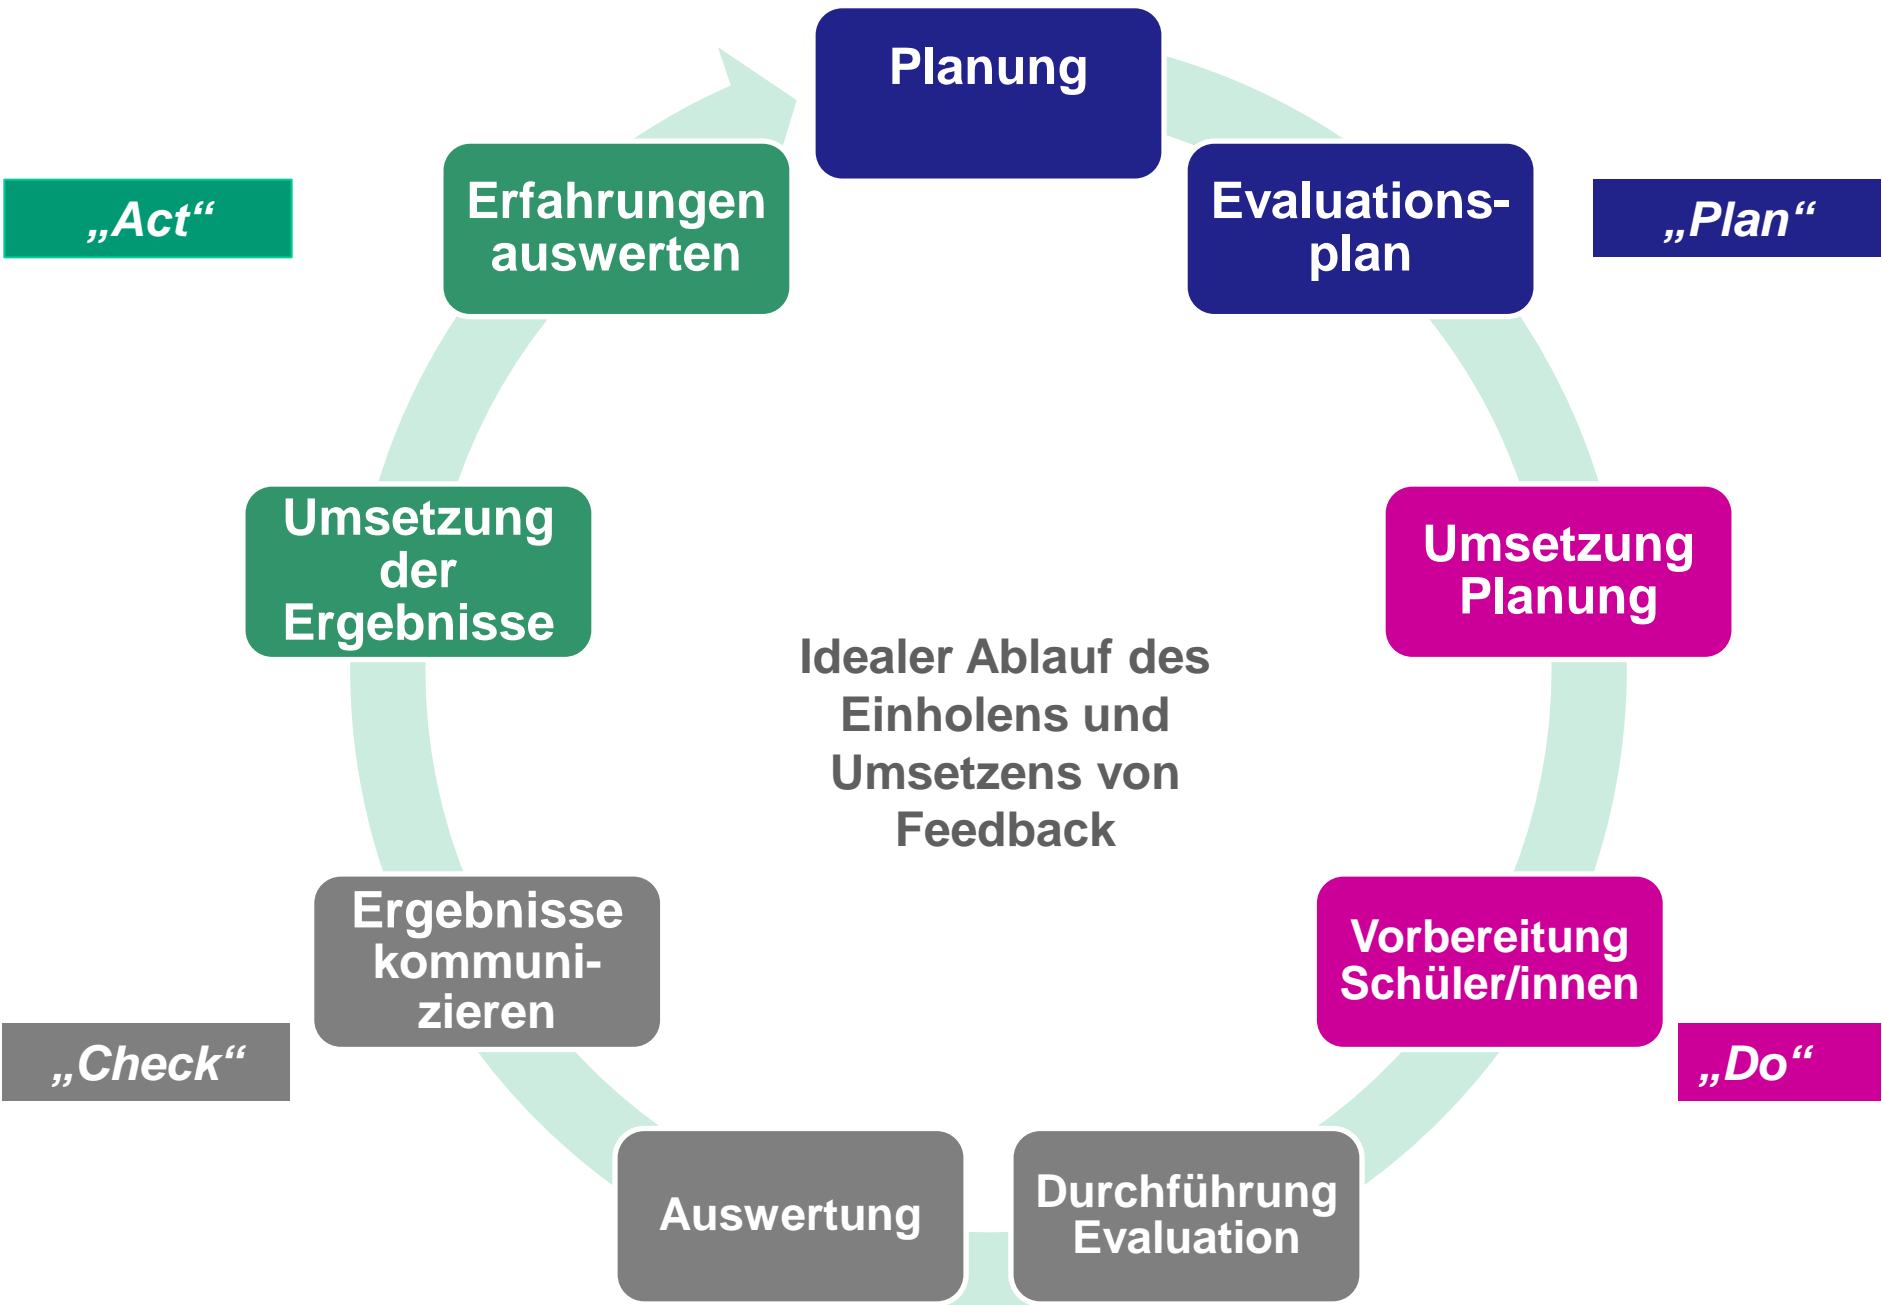 Planung
Evaluations-
plan
„Plan“
Umsetzung
Planung
Vorbereitung
Schüler/innen
„Do“
Durchführung
Evaluation
Auswertung
Ergebnisse
kommuni-
zieren
„Check“
Umsetzung
der
Ergebnisse
Erfahrungen
auswerten
„Act“
Idealer Ablauf des
Einholens und
Umsetzens von
Feedback